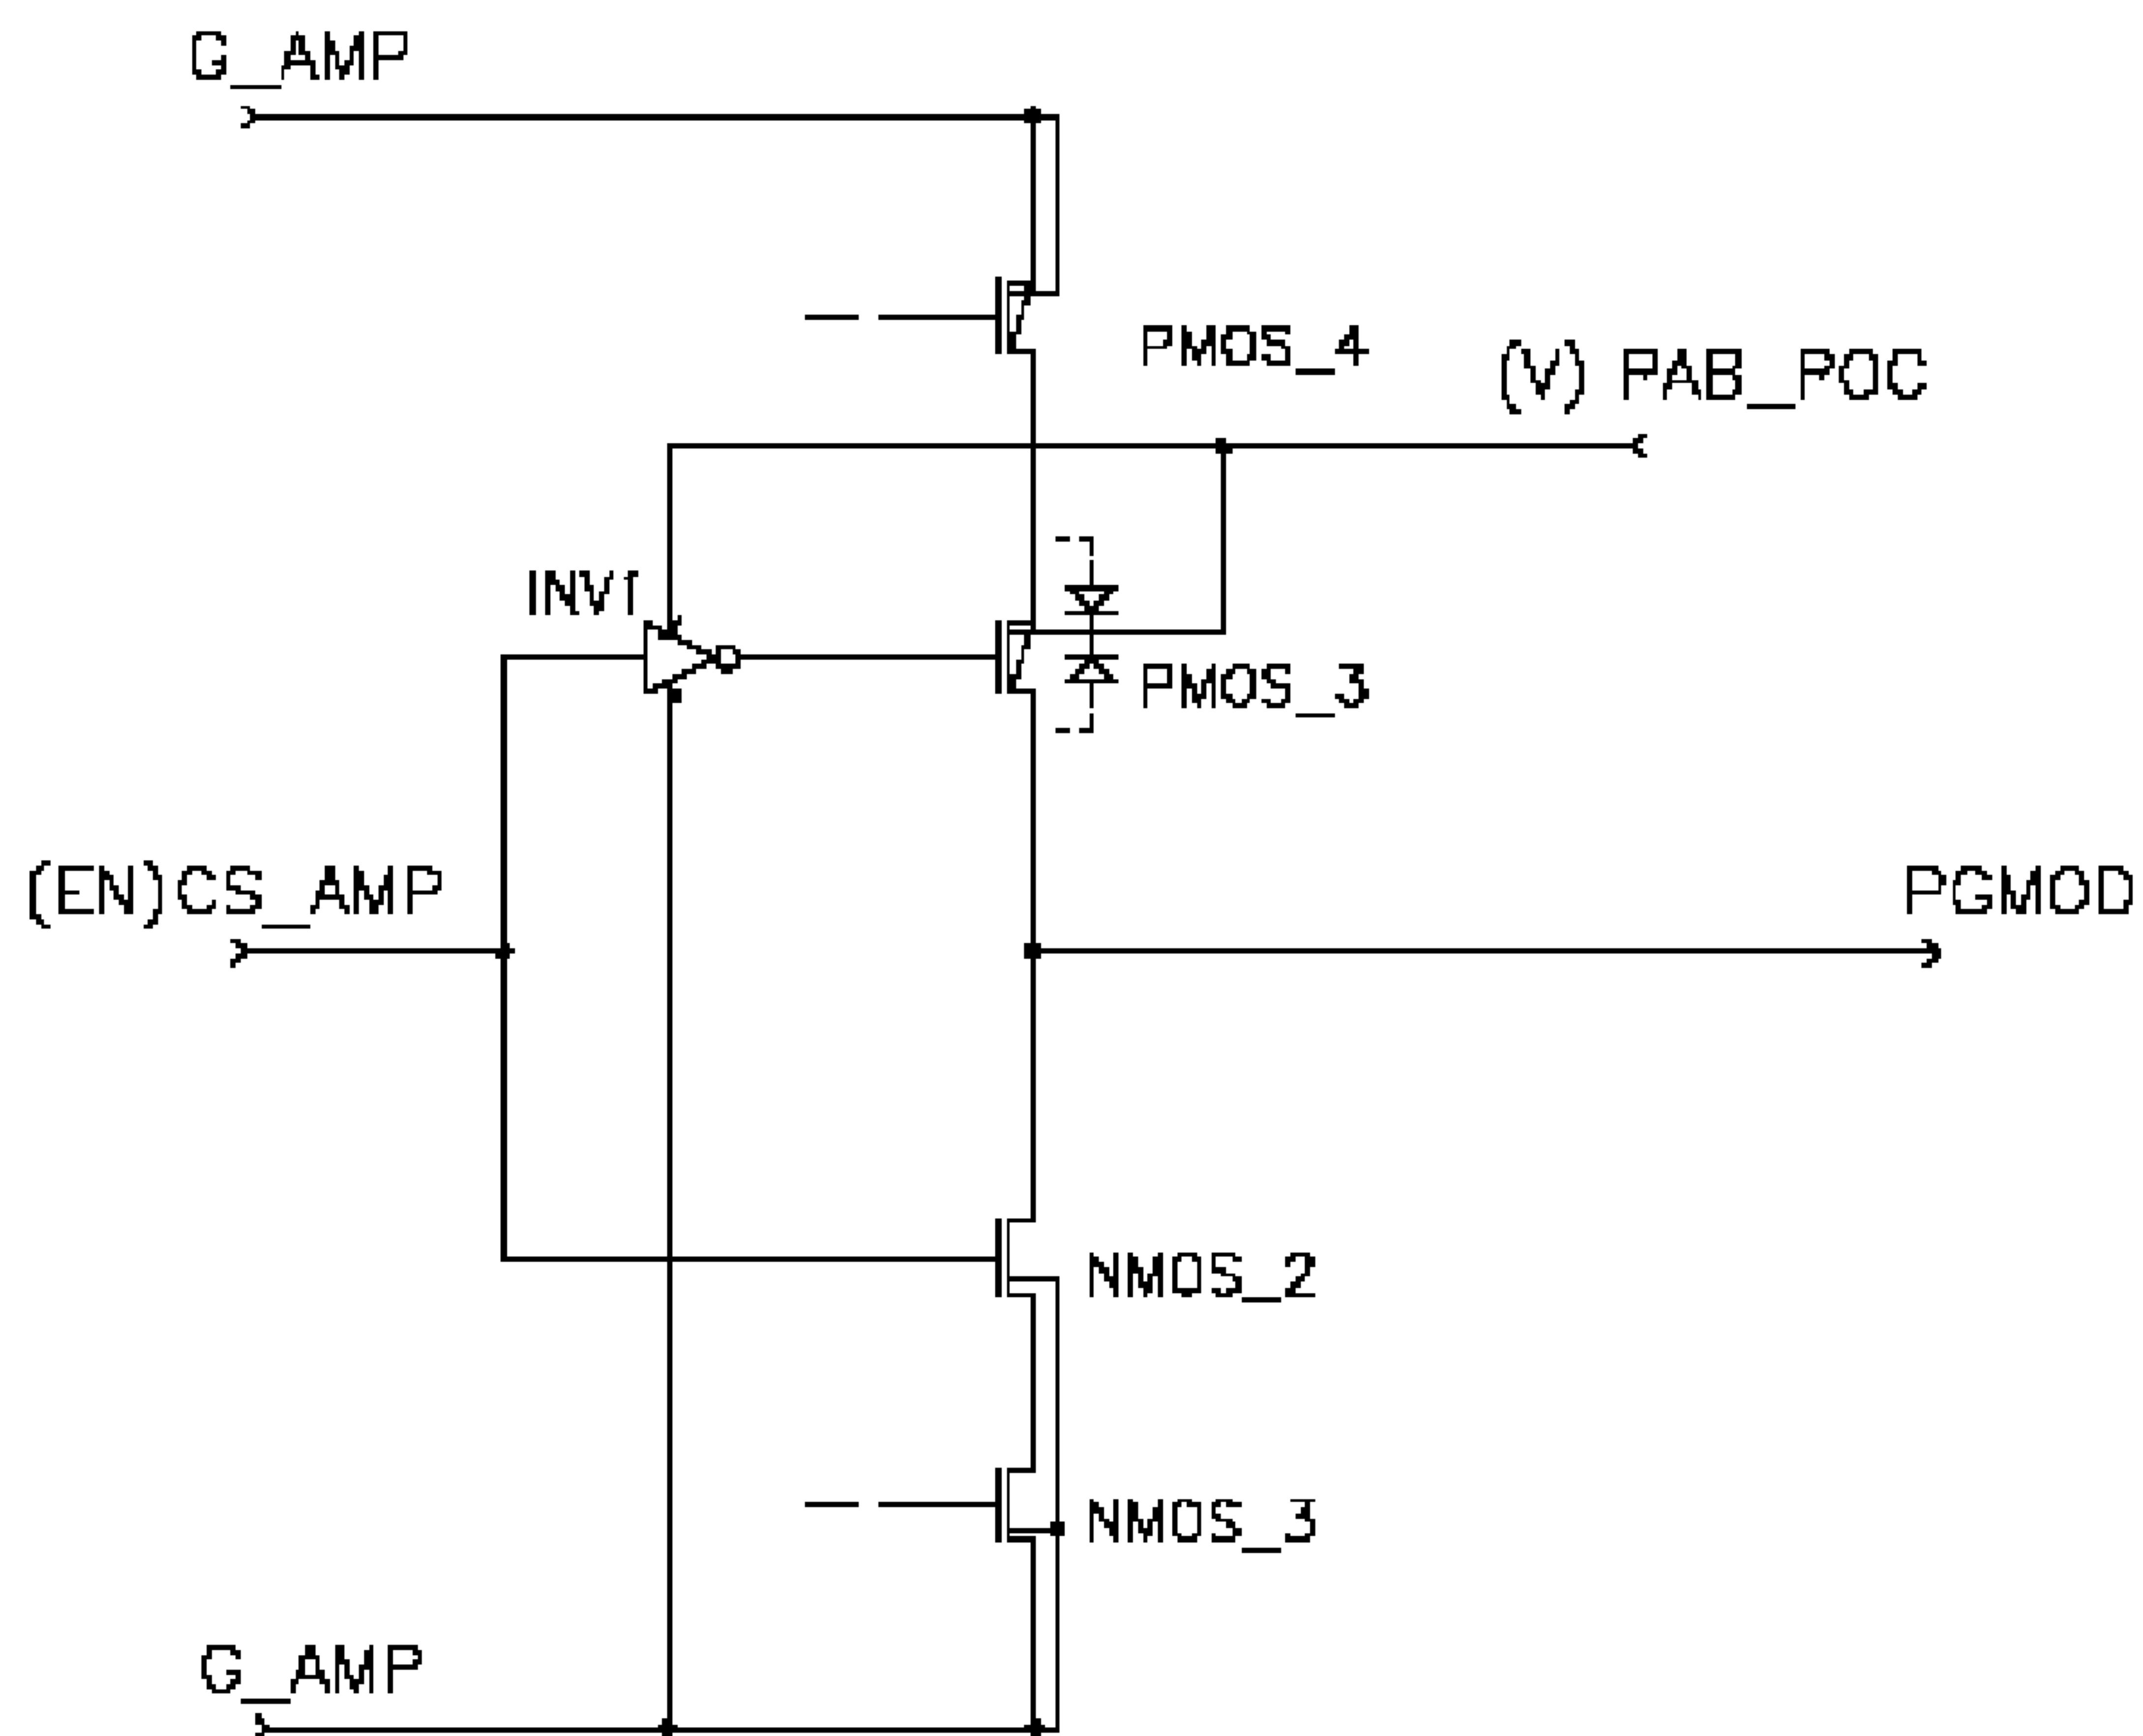 G_AMP
PMOS_4
(V) PAB_POC
INV1
PMOS_3
(EN)CS_AMP
PGMOD
NMOS_2
NMOS_3
G_AMP